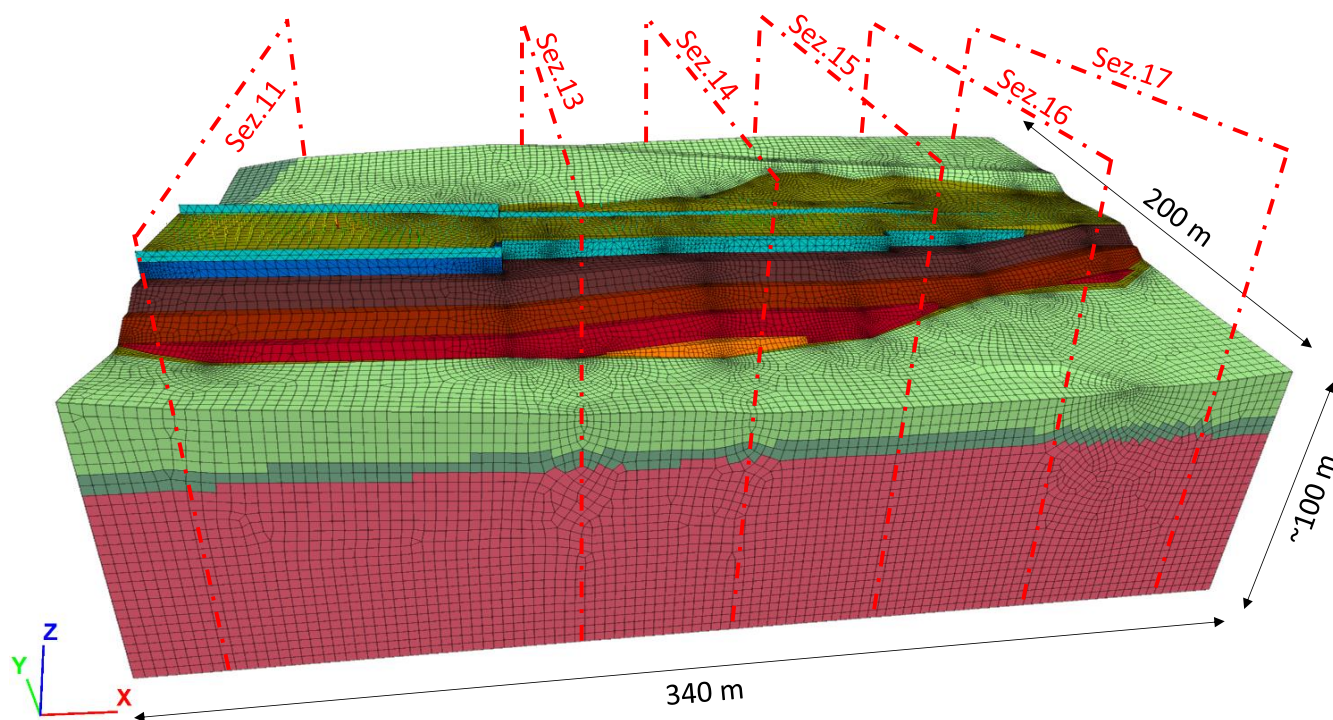 Sez.11
Sez.13
Sez.14
Sez.15
Sez.16
Sez.17
200 m
~100 m
340 m
Z
Y
X